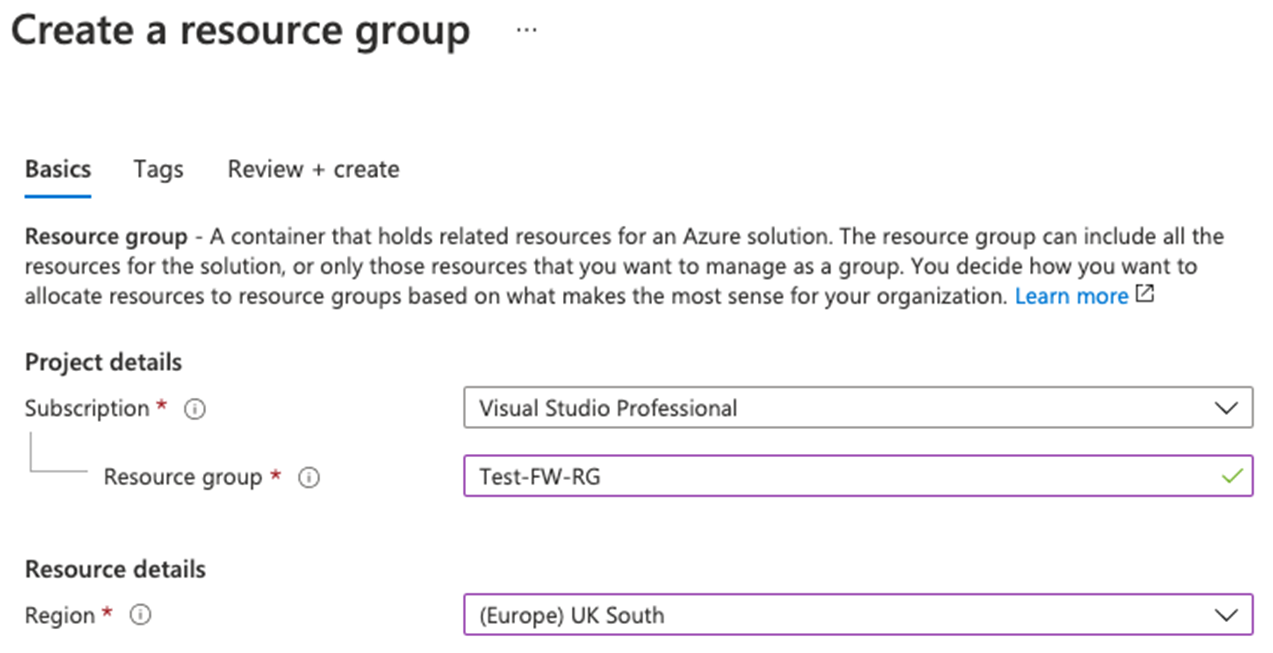 Create a resource group ...
Basics Tags Review + create
Resource group - A container that holds related resources for an Azure solution. The resource group can include all the
resources for the solution, or only those resources that you want to manage as a group. You decide how you want to
allocate resources to resource groups based on what makes the most sense for your organization. Learn more
Project details
Subscription * Visual Studio Professional
Resource group * Test-FW-RG
Resource details
Region * (Europe) UK South